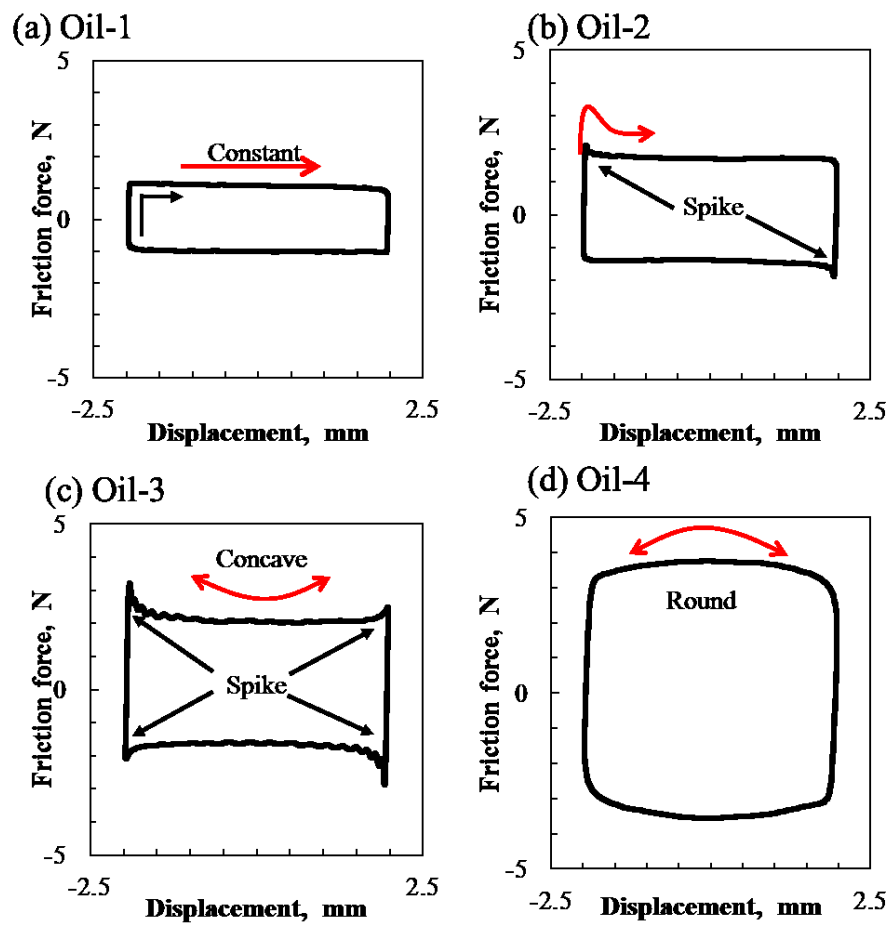 (a) Oil-1
5
Constant
0
-5
-2.5
2.5
Displacement, mm
Friction force, N
(b) Oil-2
5
Spike
0
-5
-2.5
2.5
Displacement, mm
Friction force, N
(c) Oil-3
5
Concave
0
Spike
-5
-2.5
2.5
Displacement, mm
Friction force, N
(d) Oil-4
5
Round
0
-5
-2.5
2.5
Displacement, mm
Friction force, N